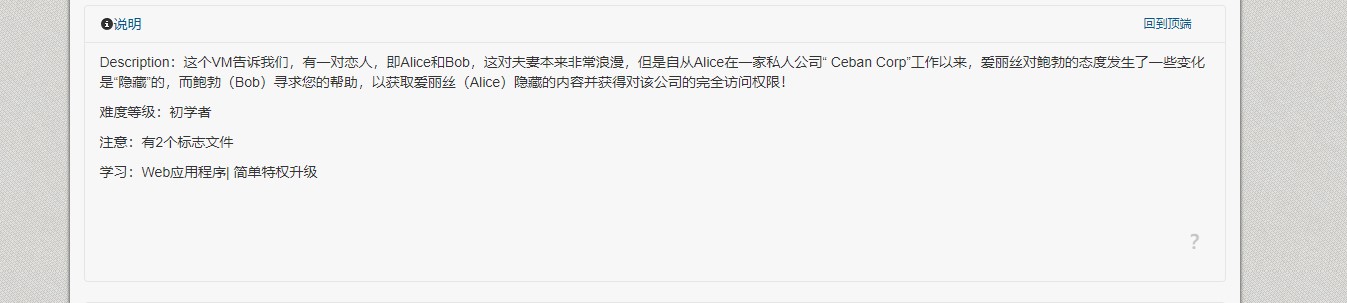 说明
回到顶端
Description：这个VM告诉我们，有一对恋人，即Alice和Bob，这对夫妻本来非常浪漫，但是自从Alice在一家私人公司“ Ceban Corp”工作以来，爱丽丝对鲍勃的态度发生了一些变化
是“隐藏”的，而鲍勃（Bob）寻求您的帮助，以获取爱丽丝（Alice）隐藏的内容并获得对该公司的完全访问权限！
难度等级：初学者
注意：有2个标志文件
学习：Web应用程序| 简单特权升级
?